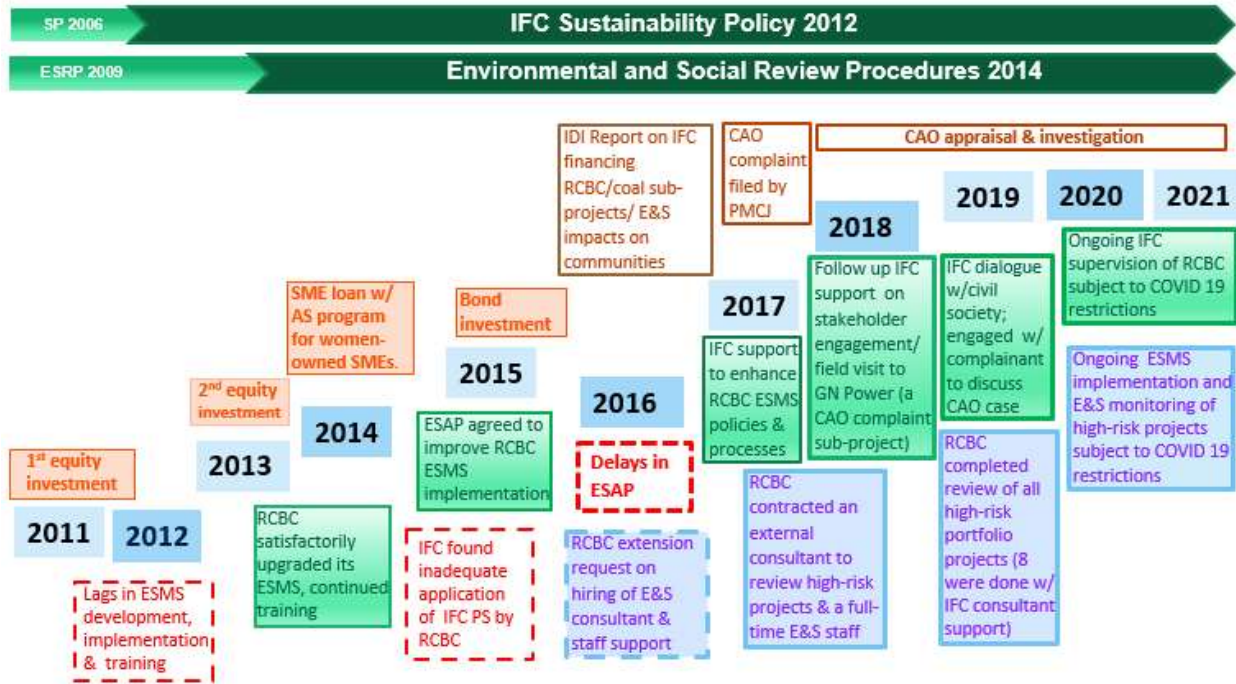 SP 2006
IFC Sustainability Policy 2012
ESRP 2009
Environmental and Social Review Procedures 2014
1st equity
investment
2011
2012
Lags in ESMS
development,
implementation
& training
2nd equity
investment
2013
SME loan w/
AS program
for women-
owned SMEs.
2014
RCBC
satisfactorily
upgraded its
ESMS, continued
training
Bond
investment
2015
ESAP agreed to
improve RCBC
ESMS
implementation
IFC found
inadequate
application
of IFC PS by
RCBC
IDI Report on IFC
financing
RCBC/coal sub-
projects/ E&S
impacts on
communities
2016
Delays in
ESAP
RCBC extension
request on
hiring of E&S
consultant &
staff support
CAO
complaint
filed by
PMCJ
2017
IFC support
to enhance
RCBC ESMS
policies &
processes
RCBC
contracted an
external
consultant to
review high-risk
projects & a full-
time E&S staff
CAO appraisal & investigation
2018
Follow up IFC
support on
stakeholder
engagement/
field visit to
GN Power (a
CAO complaint
sub-project)
2019
IFC dialogue
w/civil
society;
engaged w/
complainant
to discuss
CAO case
RCBC
completed
review of all
high-risk
portfolio
projects (8
were done w/
IFC consultant
support)
2020
2021
Ongoing IFC
supervision of RCBC
subject to COVID 19
restrictions
Ongoing ESMS
implementation and
E&S monitoring of
high-risk projects
subject to COVID 19
restrictions